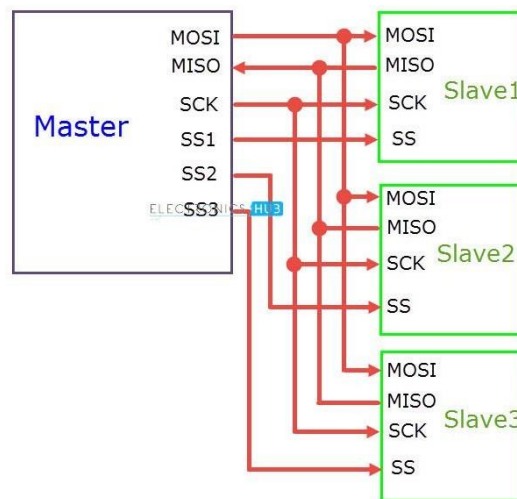 Master
MOSI
MISO
SCK
SS1
SS2
SS3
ELECTRONICS HUB
MOSI
MISO
SCK
SS
Slave1
MOSI
MISO
SCK
SS
Slave2
MOSI
MISO
SCK
SS
Slave3